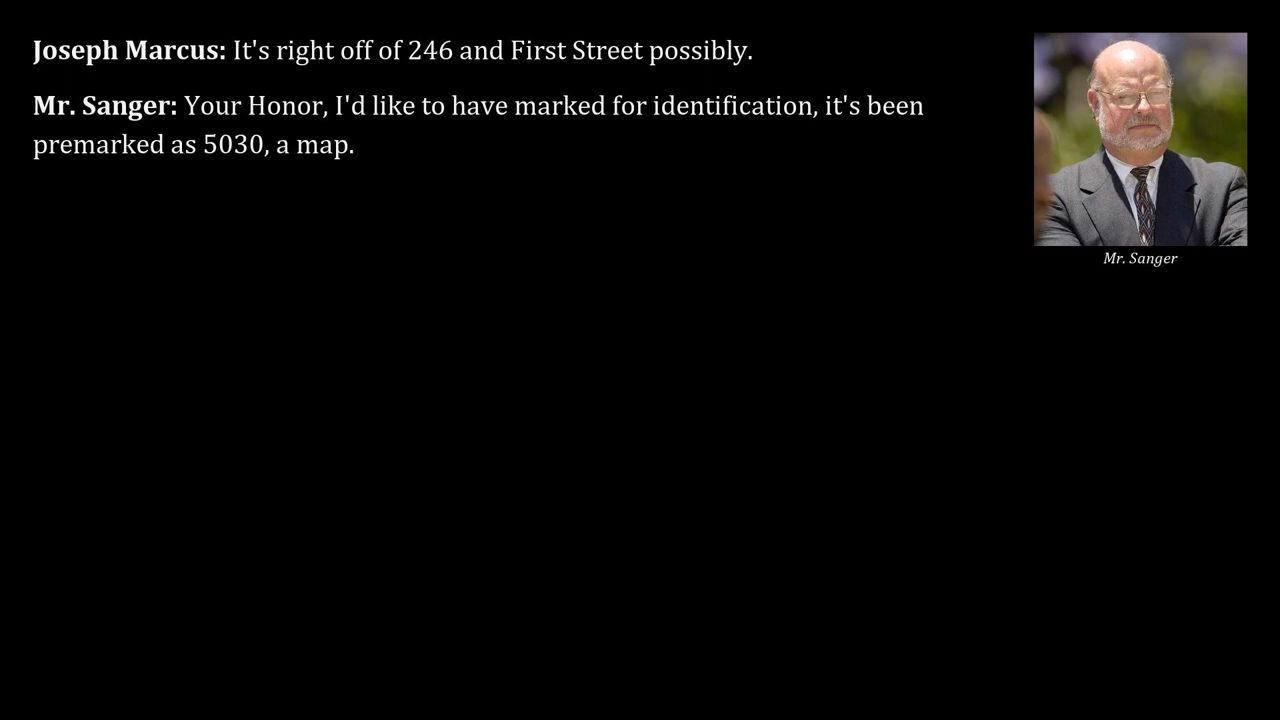 Joseph Marcus: It's right off of 246 and First Street possibly.
Mr. Sanger: Your Honor, I'd like to have marked for identification, it's been
premarked as 5030, a map.
Mr. Sanger